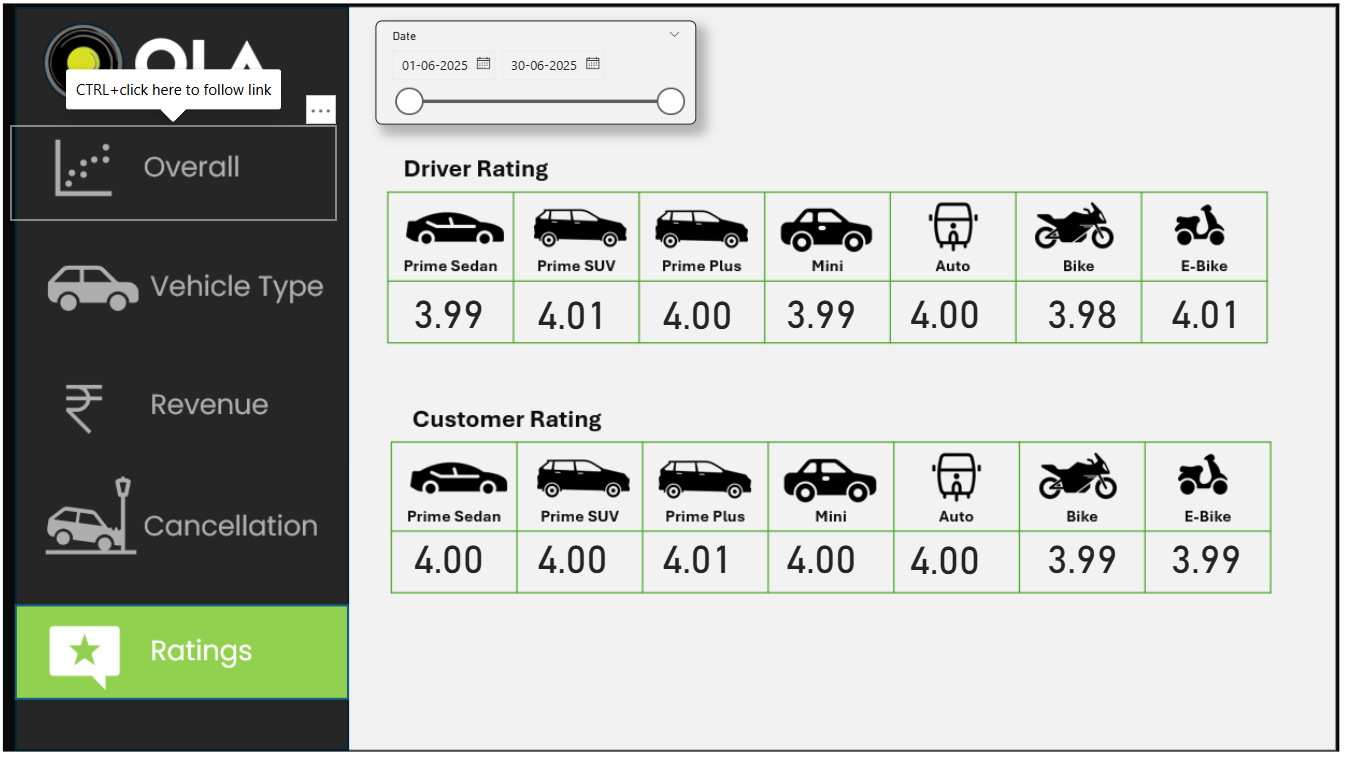 OLA
CTRL+click here to follow link
Overall
Vehicle Type
Revenue
Cancellation
Ratings
Date
01-06-2025 30-06-2025
Driver Rating
Prime Sedan Prime SUV Prime Plus Mini Auto Bike E-Bike
3.99 4.01 4.00 3.99 4.00 3.98 4.01
Customer Rating
Prime Sedan Prime SUV Prime Plus Mini Auto Bike E-Bike
4.00 4.00 4.01 4.00 4.00 3.99 3.99